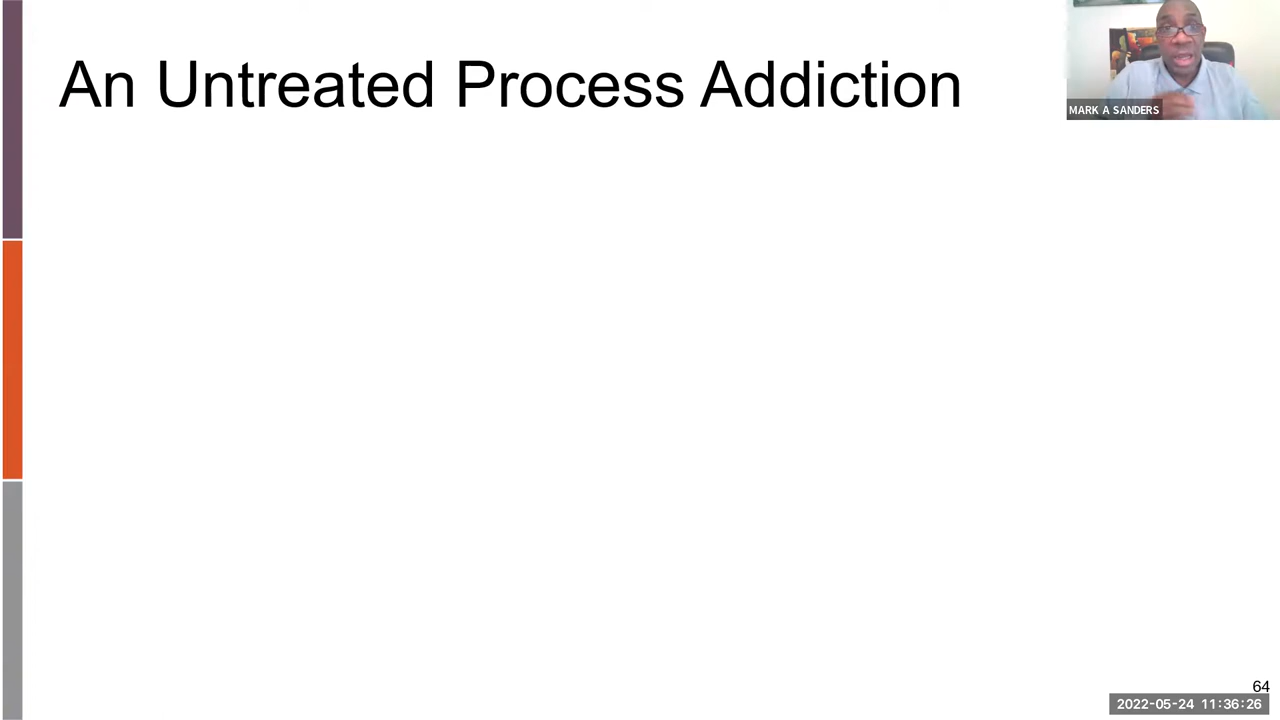 An Untreated Process Addiction
MARK A SANDERS
64
2022-05-24 11:36:26